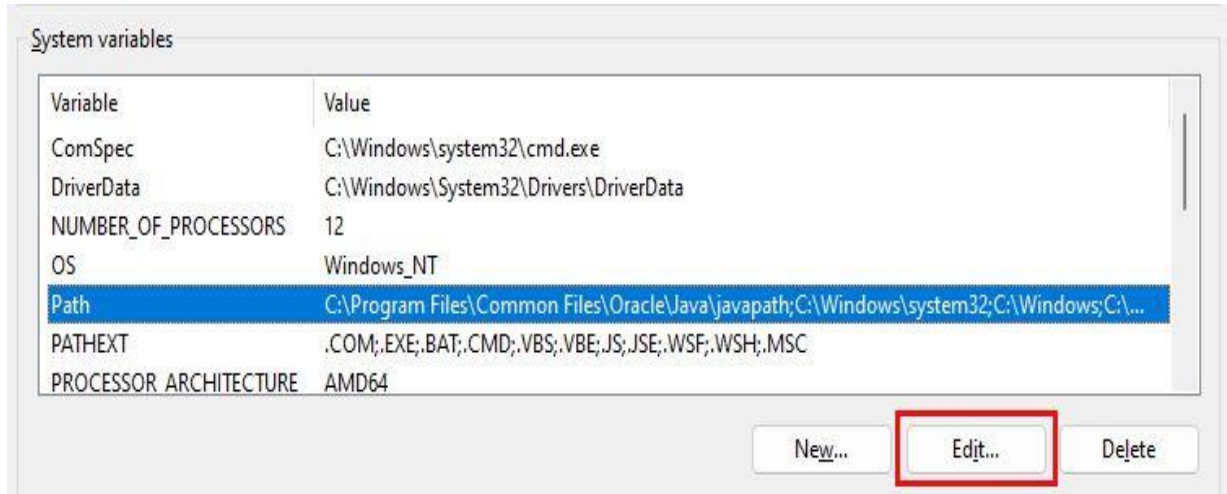 System variables
Variable Value
ComSpec C:\Windows\system32\cmd.exe
DriverData C:\Windows\System32\Drivers\DriverData
NUMBER_OF_PROCESSORS 12
OS Windows_NT
Path C:\Program Files\Common Files\Oracle\Java\javapath;C:\Windows\system32;C:\Windows;C:\...
PATHEXT .COM;.EXE;.BAT;.CMD;.VBS;.VBE;.JS;.JSE;.WSF;.WSH;.MSC
PROCESSOR_ARCHITECTURE AMD64
New... Edit... Delete